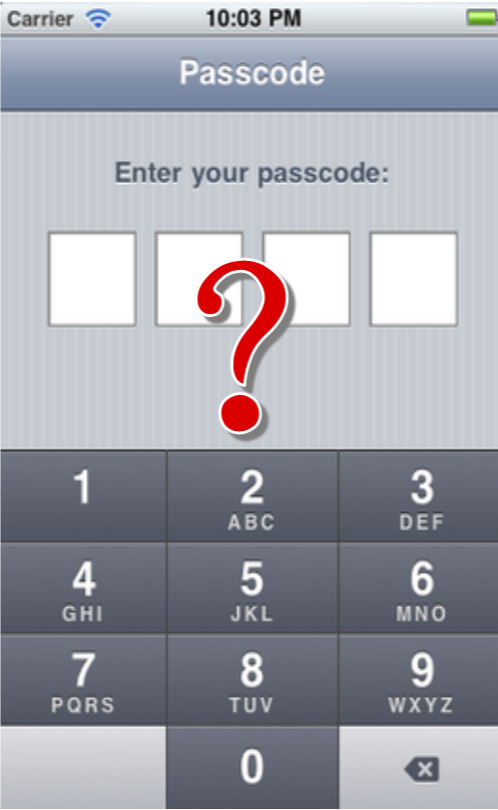 Carrier 10:03 PM
Passcode
Enter your passcode:
?
1 2 3
ABC DEF
4 5 6
GHI JKL MNO
7 8 9
PQRS TUV WXYZ
0